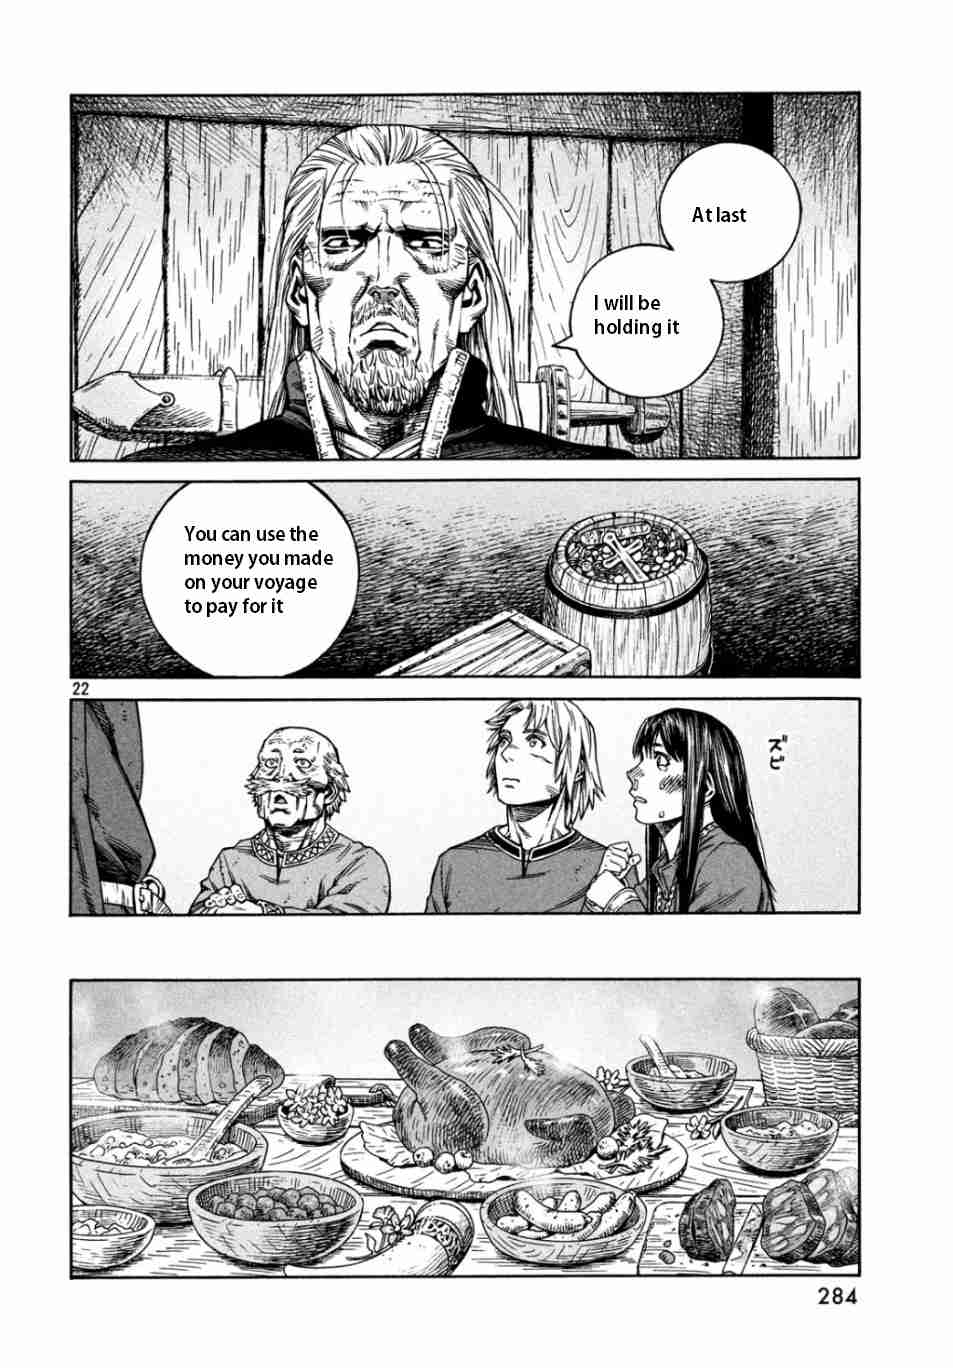 At last
I will be
holding it
You can use the
money you made
on your voyage
to pay for it
22
ズビ
284